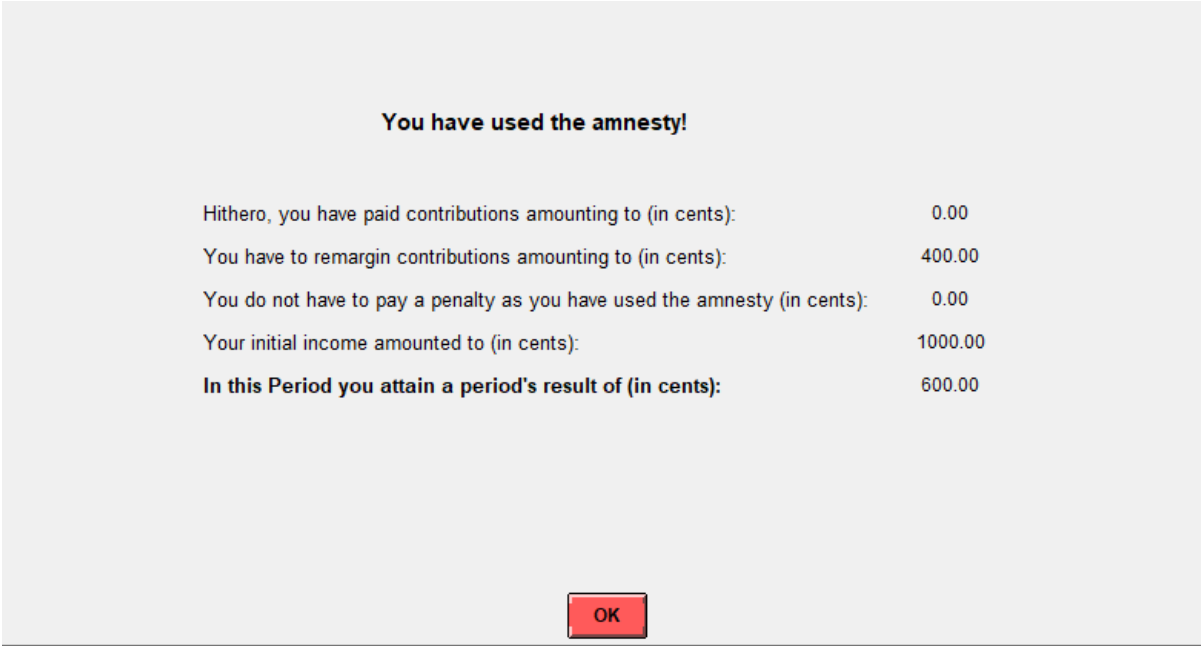 You have used the amnesty!
Hithero, you have paid contributions amounting to (in cents): 0.00
You have to remargin contributions amounting to (in cents): 400.00
You do not have to pay a penalty as you have used the amnesty (in cents): 0.00
Your initial income amounted to (in cents): 1000.00
In this Period you attain a period's result of (in cents): 600.00
OK